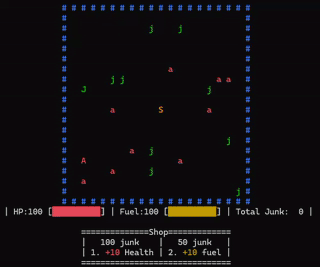 # # # # # # # # # # # # # # # # # # # #
# #
# j j #
# #
# #
# #
# a #
# j j a a #
# J j #
# #
# a S a #
# #
# #
# j #
# a j #
# A a #
# a j #
# a #
# j #
# # # # # # # # # # # # # # # # # # # #
| HP:100 [ ] | Fuel:100 [ ] | Total Junk: 0 |
==============Shop=============
| 100 junk | 50 junk |
| 1. +10 Health | 2. +10 fuel |
===============================